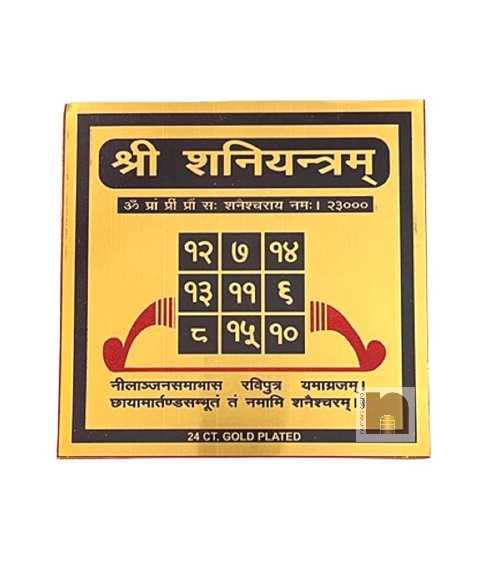 श्री शनियन्त्रम्
ॐ प्रां प्रीं प्रौं सः शनैश्चराय नमः। २३०००
१२ ७ १४
१३ ११ ६
८ १५ १०
नीलाञ्जनसमाभास रविपुत्र यमाग्रजम्।
छायामार्तण्डसम्भूतं तं नमामि शनैश्चरम्।।
24 CT. GOLD PLATED